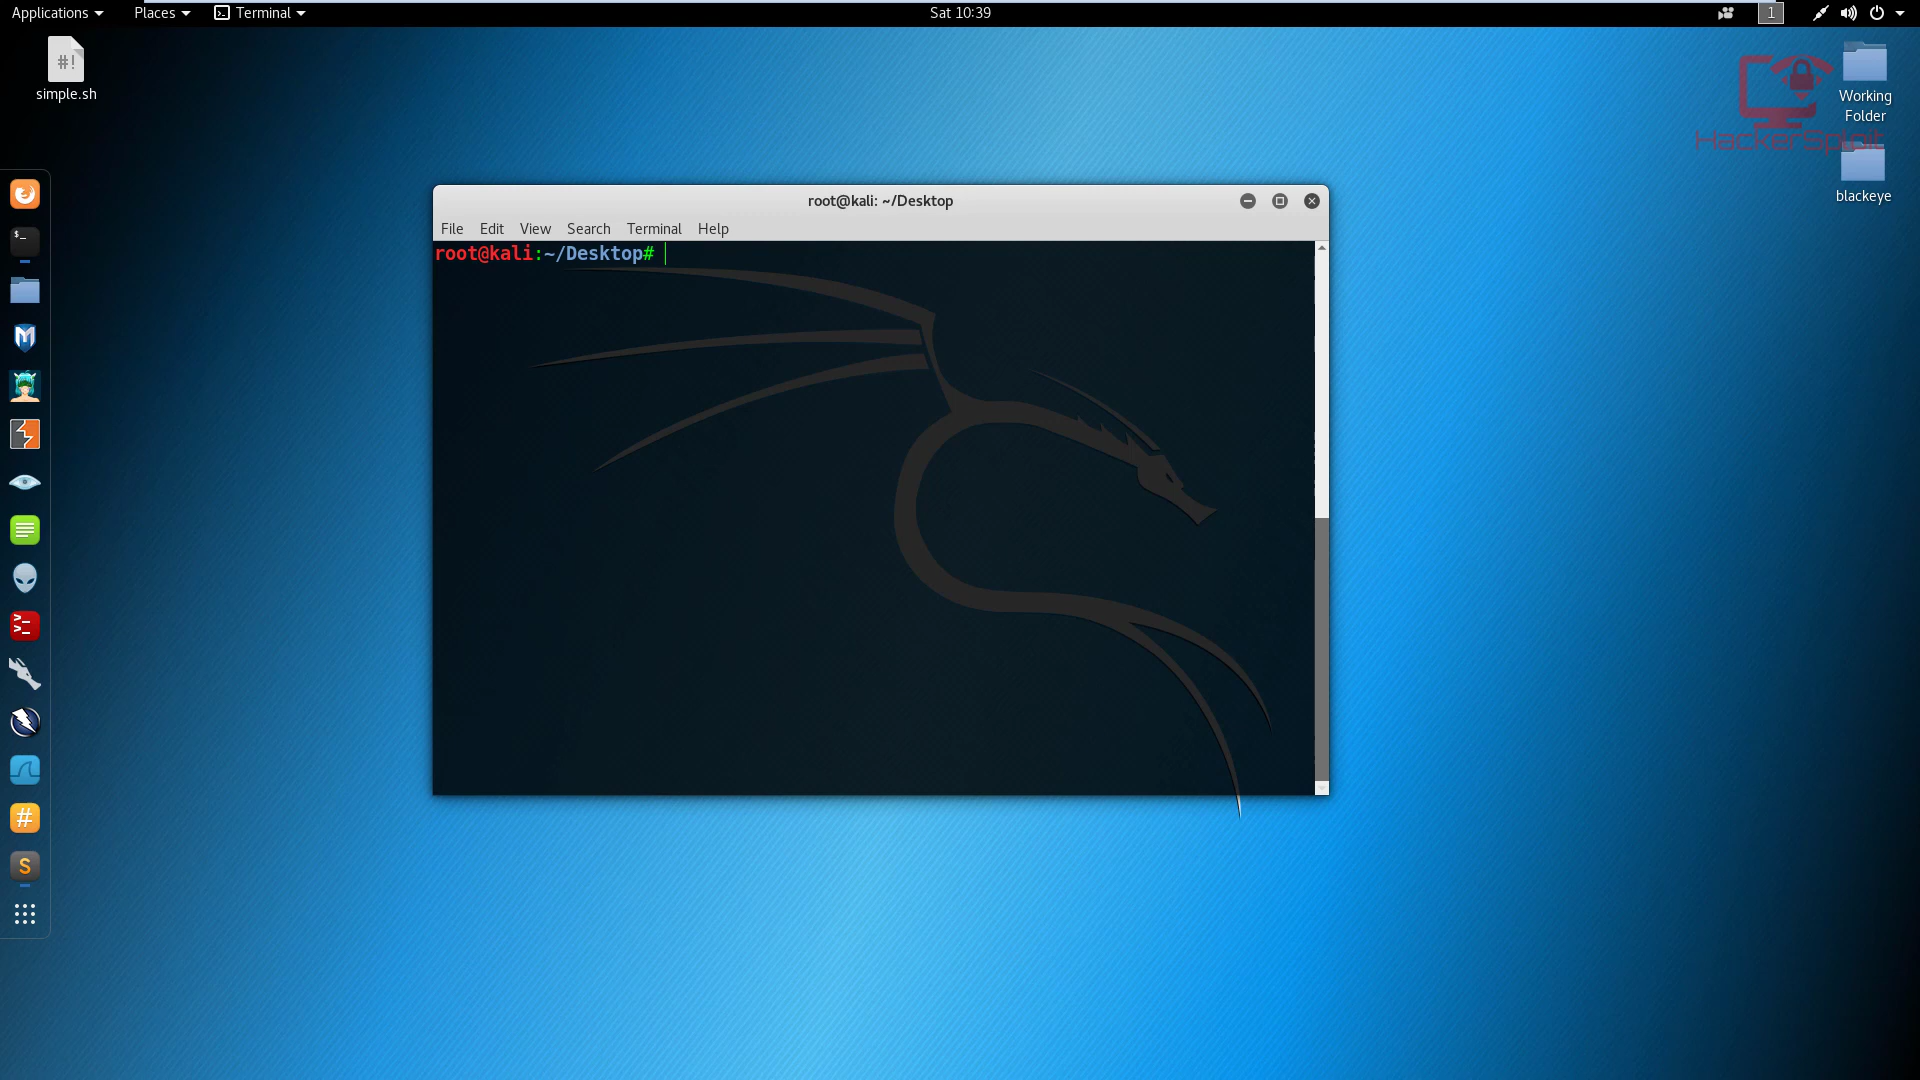 Applications Places Terminal Sat 10:39 1
#!
simple.sh
Working
Folder
HackerSploit
blackeye
root@kali: ~/Desktop
File Edit View Search Terminal Help
root@kali:~/Desktop#
$_
M
>_
>_
#
S